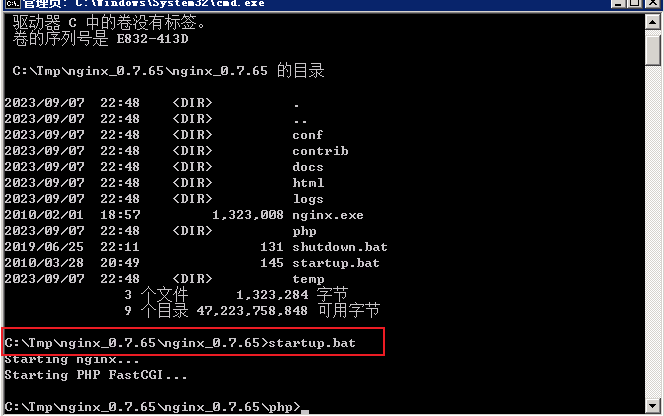 管理员: C:\Windows\System32\cmd.exe
驱动器 C 中的卷没有标签。
卷的序列号是 E832-413D
C:\Tmp\nginx_0.7.65\nginx_0.7.65 的目录
2023/09/07  22:48    <DIR>          .
2023/09/07  22:48    <DIR>          ..
2023/09/07  22:48    <DIR>          conf
2023/09/07  22:48    <DIR>          contrib
2023/09/07  22:48    <DIR>          docs
2023/09/07  22:48    <DIR>          html
2023/09/07  22:48    <DIR>          logs
2010/02/01  18:57         1,323,008 nginx.exe
2023/09/07  22:48    <DIR>          php
2019/06/25  22:11               131 shutdown.bat
2010/03/28  20:49               145 startup.bat
2023/09/07  22:48    <DIR>          temp
3 个文件      1,323,284 字节
9 个目录 47,223,758,848 可用字节
C:\Tmp\nginx_0.7.65\nginx_0.7.65>startup.bat
Starting nginx...
Starting PHP FastCGI...
C:\Tmp\nginx_0.7.65\nginx_0.7.65\php>